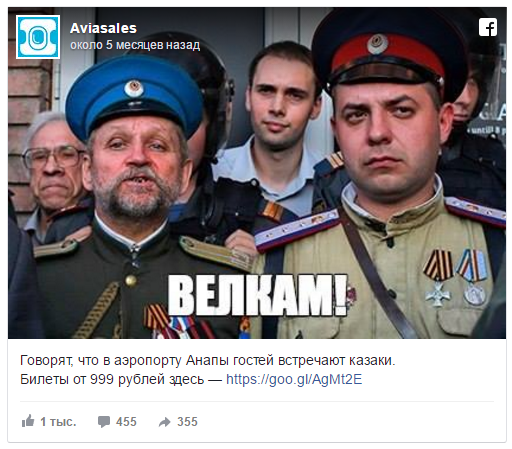 Aviasales
около 5 месяцев назад
ВЕЛКАМ!
Говорят, что в аэропорту Анапы гостей встречают казаки.
Билеты от 999 рублей здесь — https://goo.gl/AgMt2E
1 тыс. 455 355